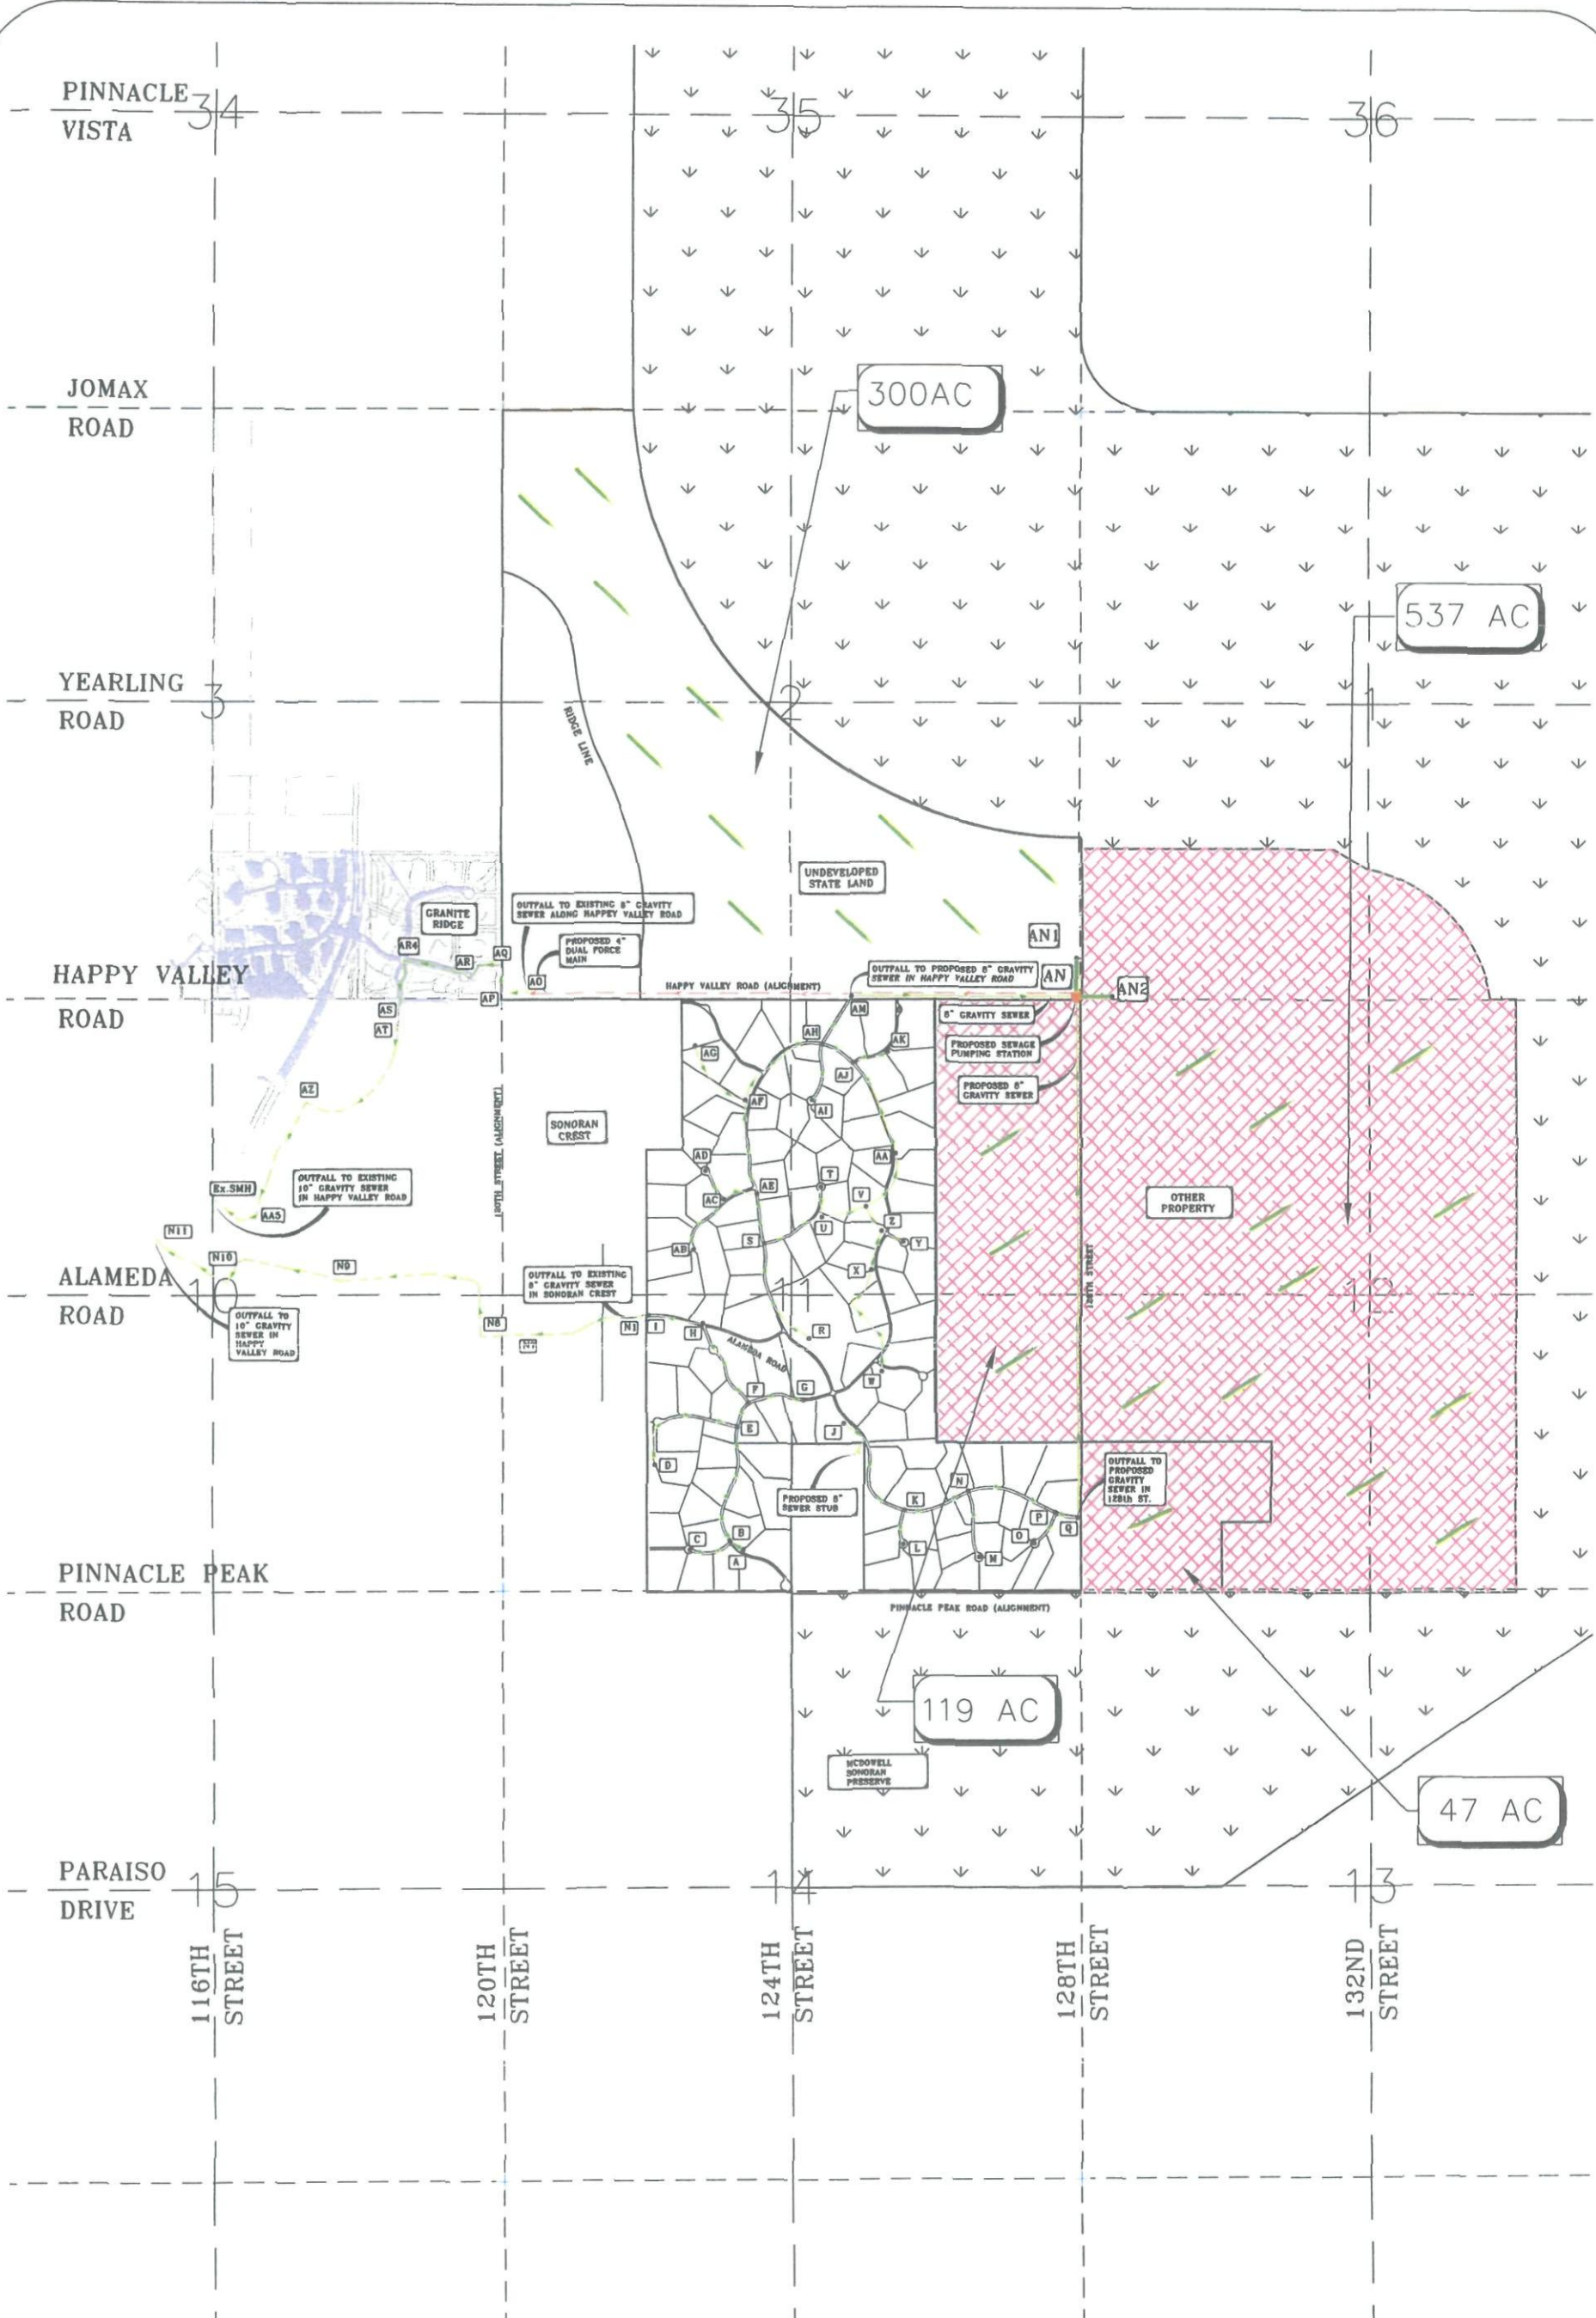 PINNACLE
VISTA
34
35
36
JOMAX
ROAD
300AC
537 AC
YEARLING
ROAD
3
2
1
RIDGE LINE
UNDEVELOPED
STATE LAND
GRANITE
RIDGE
OUTFALL TO EXISTING 8" GRAVITY
SEWER ALONG HAPPEY VALLEY ROAD
PROPOSED 4"
DUAL FORCE
MAIN
AR4
AR
AQ
AO
AP
AN1
AN
AN2
OUTFALL TO PROPOSED 8" GRAVITY
SEWER IN HAPPY VALLEY ROAD
HAPPY VALLEY
ROAD
HAPPY VALLEY ROAD (ALIGNMENT)
AS
AT
AM
8" GRAVITY SEWER
PROPOSED SEWAGE
PUMPING STATION
PROPOSED 8"
GRAVITY SEWER
AG
AH
AK
AJ
AZ
AF
AI
120TH STREET (ALIGNMENT)
SONORAN
CREST
AD
AA
Ex.SMH
OUTFALL TO EXISTING
10" GRAVITY SEWER
IN HAPPY VALLEY ROAD
AA5
AC
AE
T
V
U
OTHER
PROPERTY
N11
N10
N9
AB
S
Z
Y
X
128TH STREET
ALAMEDA
ROAD
10
11
12
OUTFALL TO EXISTING
8" GRAVITY SEWER
IN SONORAN CREST
OUTFALL TO
10" GRAVITY
SEWER IN
HAPPY
VALLEY ROAD
N8
N1
I
H
R
ALAMEDA ROAD
W
F
G
E
J
D
OUTFALL TO
PROPOSED
GRAVITY
SEWER IN
128th ST.
PROPOSED 8"
SEWER STUB
K
N
P
Q
C
B
A
L
M
O
PINNACLE PEAK
ROAD
PINNACLE PEAK ROAD (ALIGNMENT)
119 AC
MCDOWELL
SONORAN
PRESERVE
47 AC
PARAISO
DRIVE
15
14
13
116TH
STREET
120TH
STREET
124TH
STREET
128TH
STREET
132ND
STREET